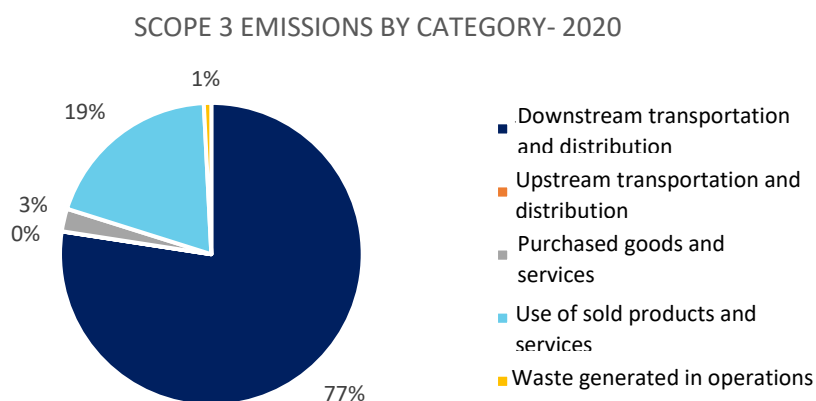 SCOPE 3 EMISSIONS BY CATEGORY- 2020
1%
19%
3%
0%
77%
Downstream transportation
and distribution
Upstream transportation and
distribution
Purchased goods and
services
Use of sold products and
services
Waste generated in operations